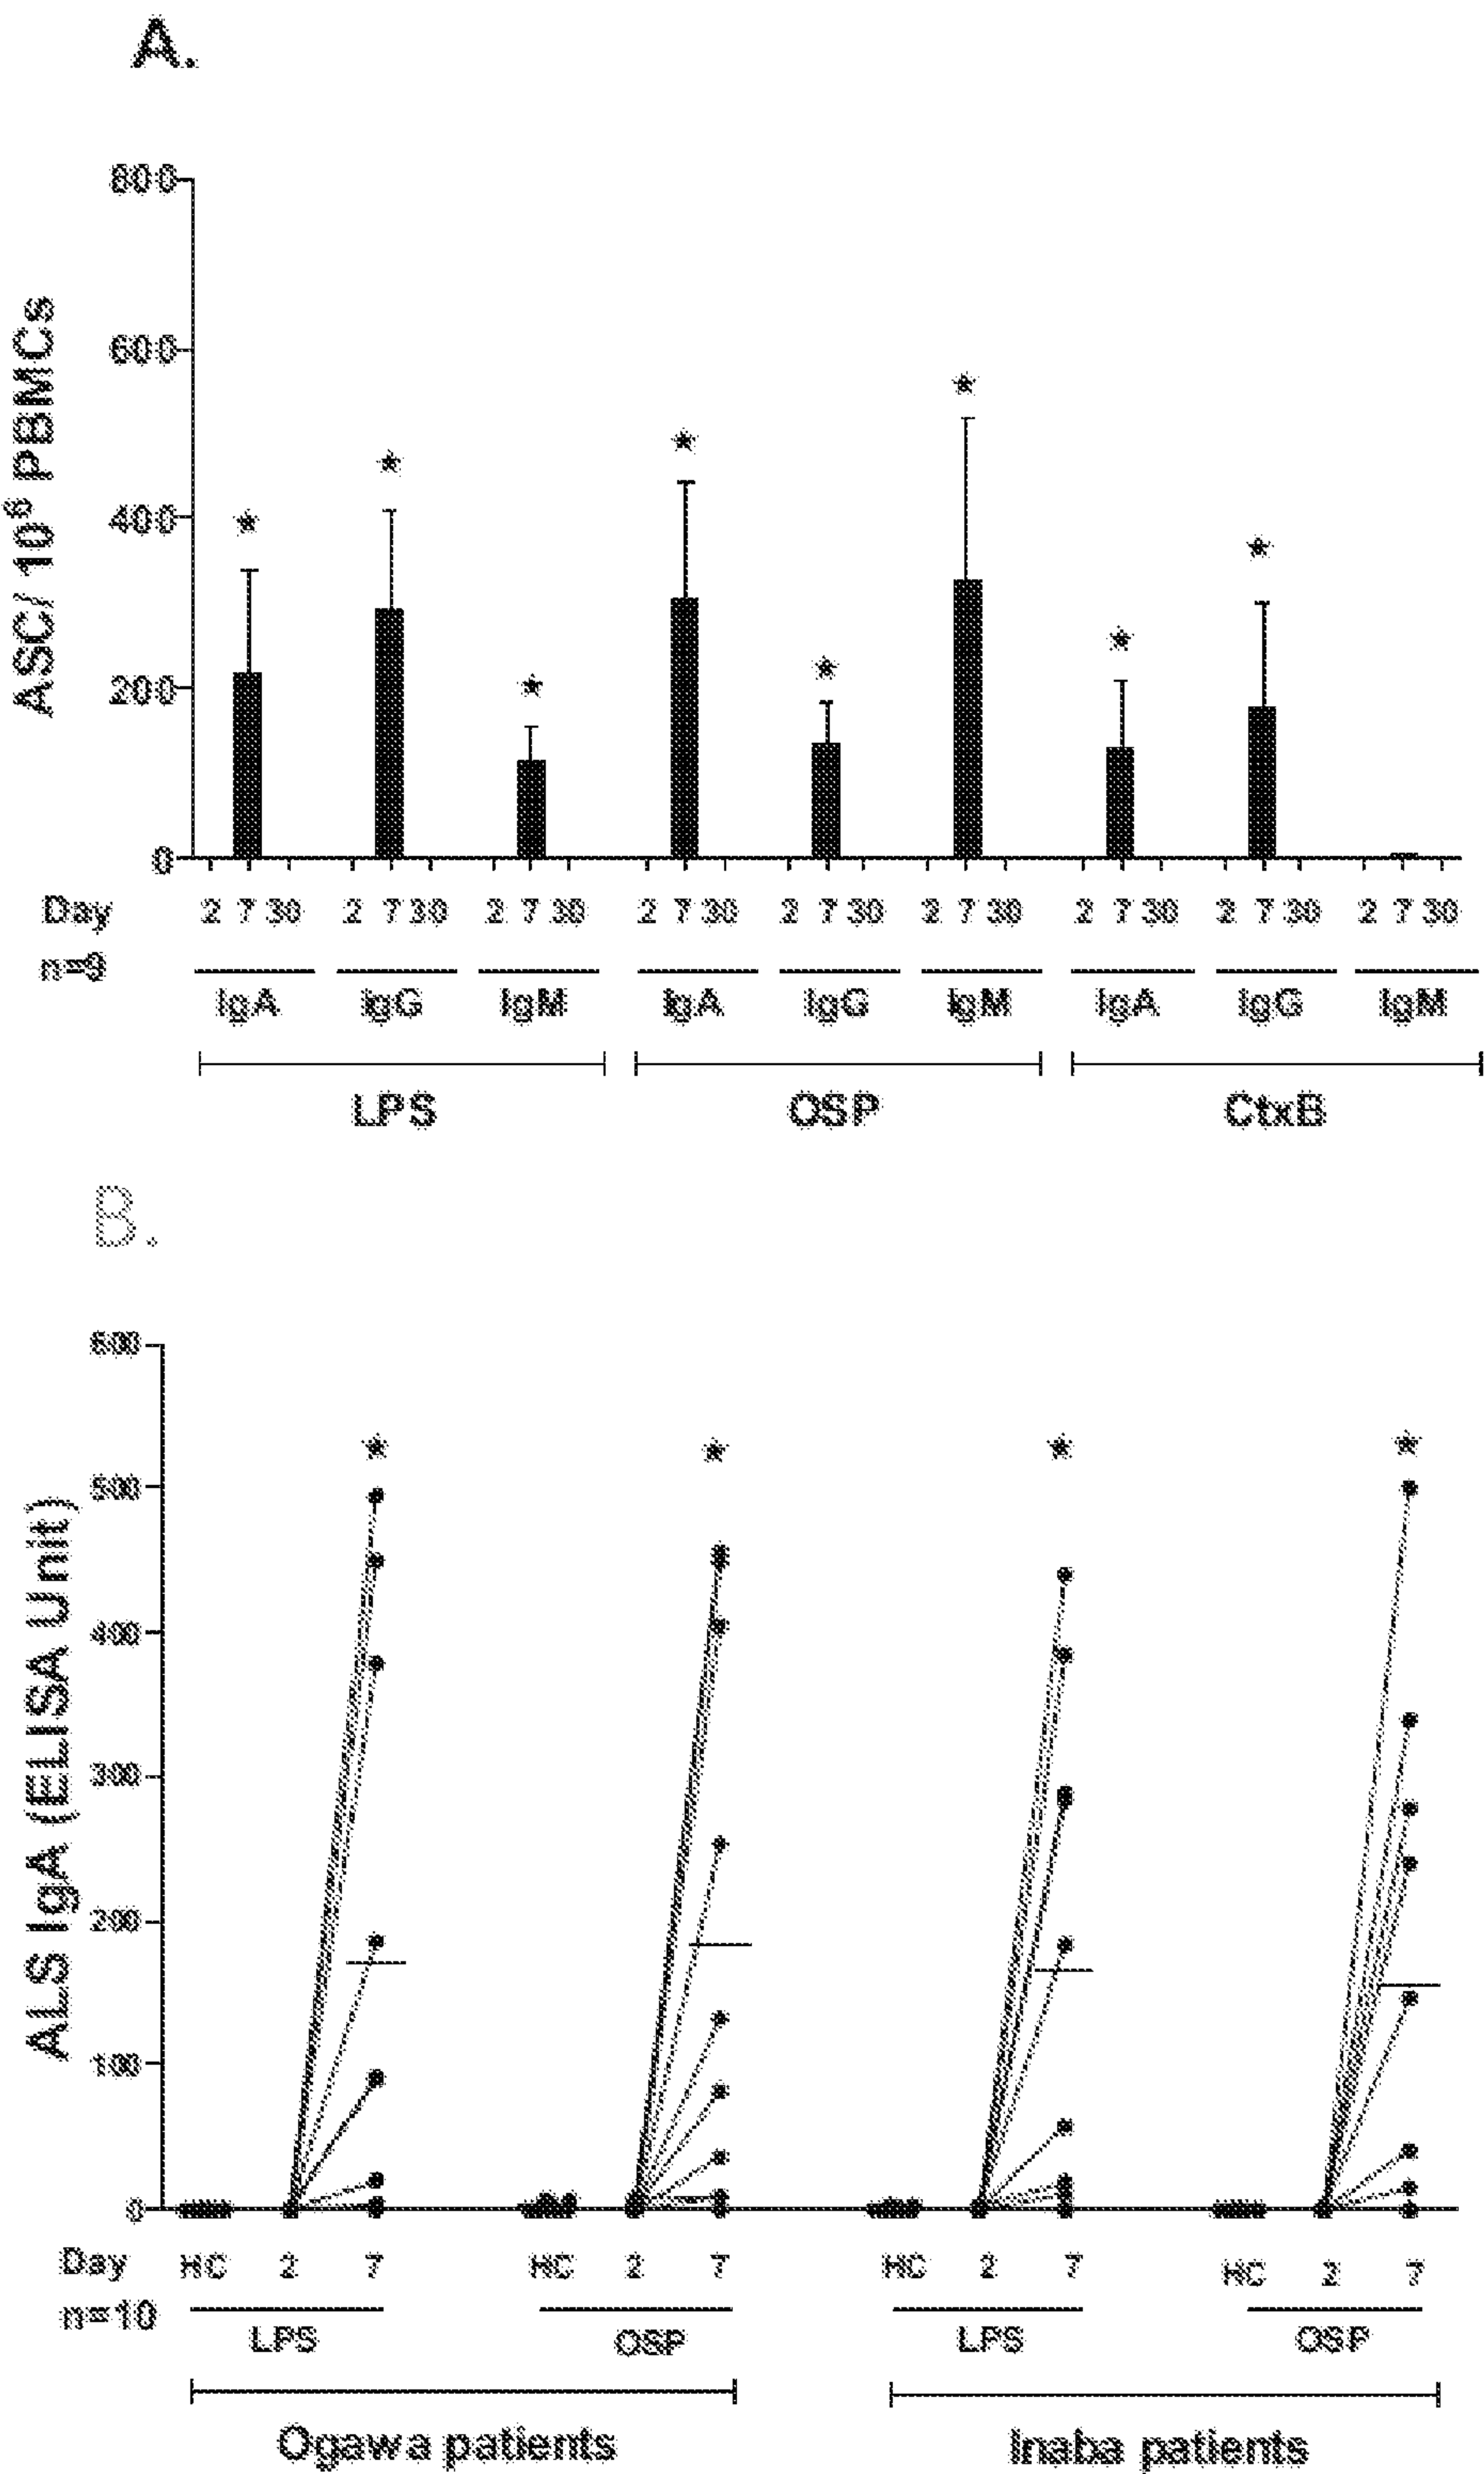 A.
800
600
400
200
0
ASC/ 10⁶ PBMCs
Day 2 7 30 2 7 30 2 7 30 2 7 30 2 7 30 2 7 30 2 7 30 2 7 30 2 7 30
IgA IgG IgM IgA IgG IgM IgA IgG IgM
LPS OSP CtxB
B.
600
500
400
300
200
100
0
ALS IgA (ELISA Unit)
Day HC 2 7 HC 2 7 HC 2 7 HC 2 7
n=10
LPS OSP LPS OSP
Ogawa patients Inaba patients